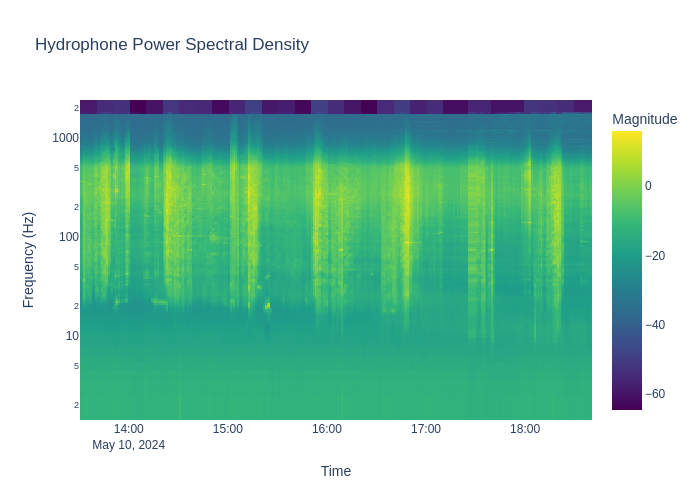 Hydrophone Power Spectral Density
Magnitude
0
−20
−40
−60
Frequency (Hz)
2
1000
5
2
100
5
2
10
5
2
14:00 15:00 16:00 17:00 18:00
May 10, 2024
Time